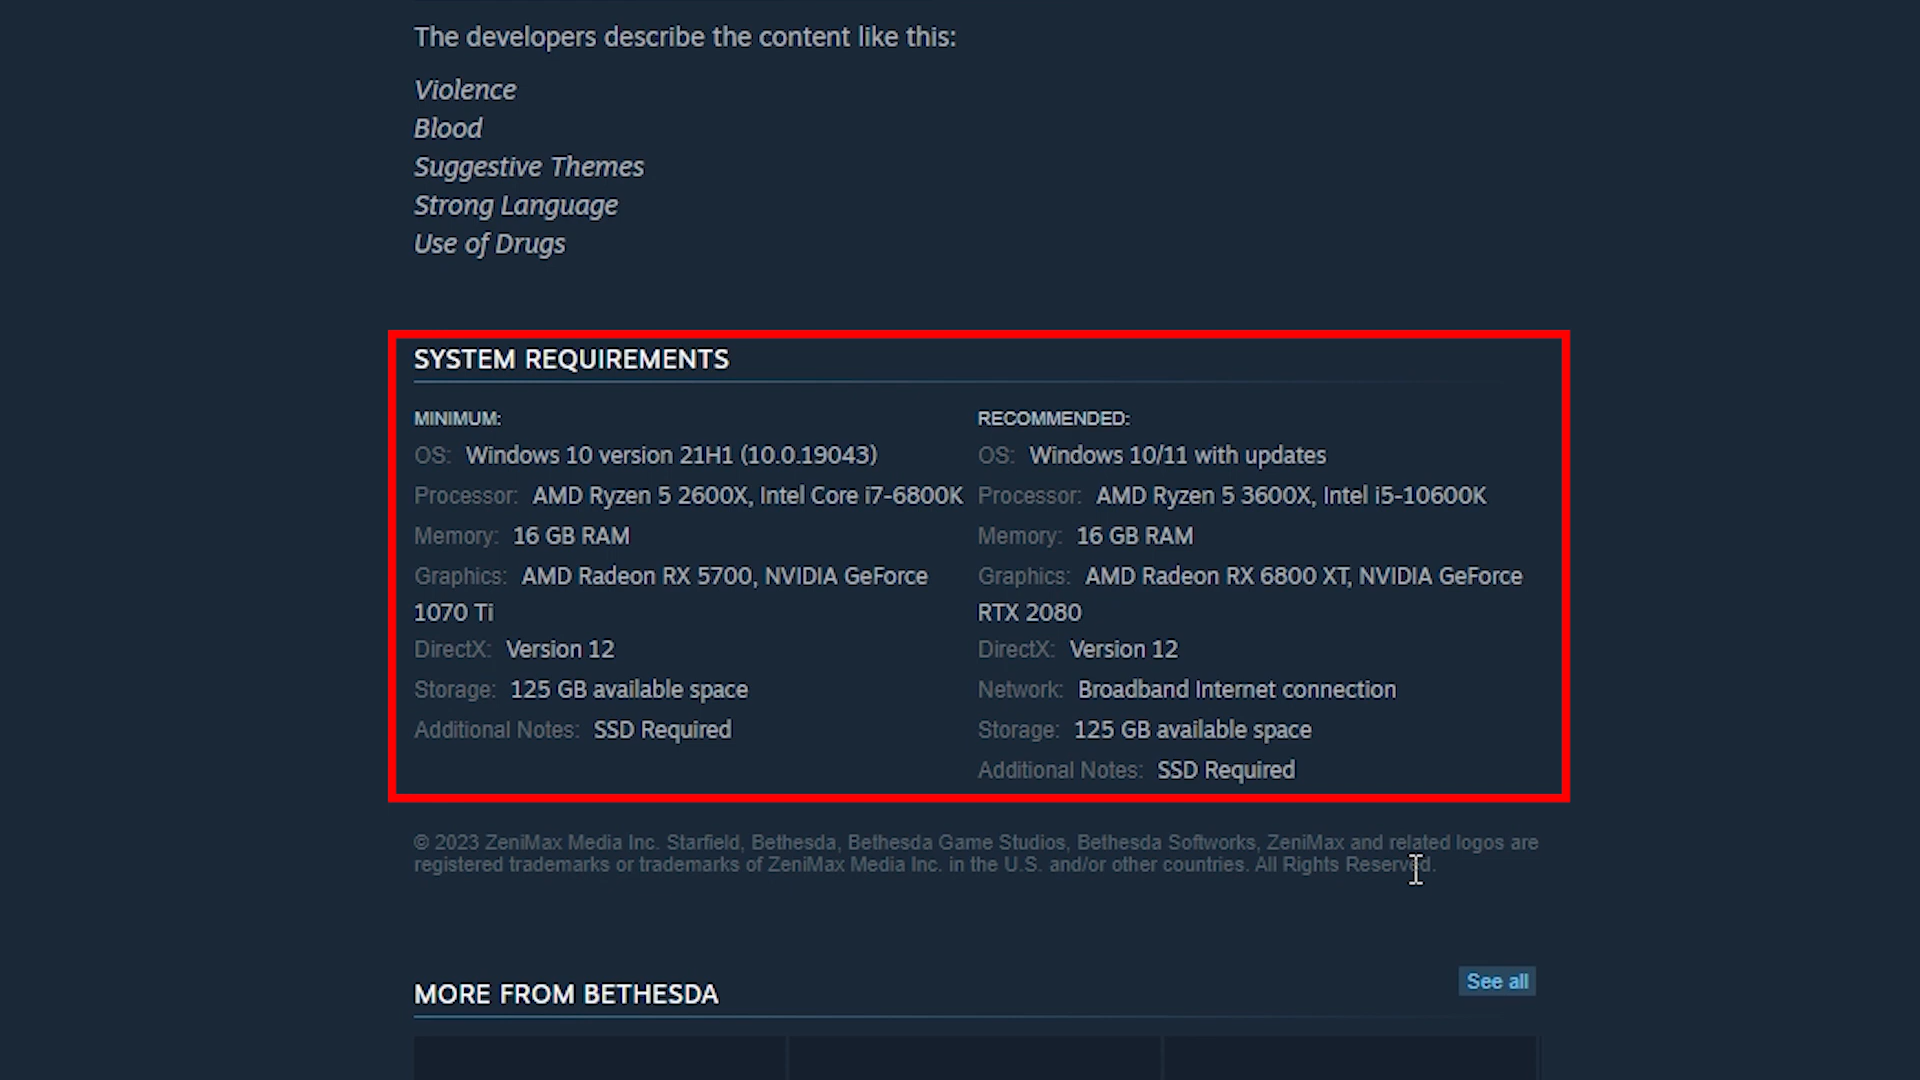 The developers describe the content like this:
Violence
Blood
Suggestive Themes
Strong Language
Use of Drugs
SYSTEM REQUIREMENTS
MINIMUM:
OS: Windows 10 version 21H1 (10.0.19043)
Processor: AMD Ryzen 5 2600X, Intel Core i7-6800K
Memory: 16 GB RAM
Graphics: AMD Radeon RX 5700, NVIDIA GeForce
1070 Ti
DirectX: Version 12
Storage: 125 GB available space
Additional Notes: SSD Required
RECOMMENDED:
OS: Windows 10/11 with updates
Processor: AMD Ryzen 5 3600X, Intel i5-10600K
Memory: 16 GB RAM
Graphics: AMD Radeon RX 6800 XT, NVIDIA GeForce
RTX 2080
DirectX: Version 12
Network: Broadband Internet connection
Storage: 125 GB available space
Additional Notes: SSD Required
© 2023 ZeniMax Media Inc. Starfield, Bethesda, Bethesda Game Studios, Bethesda Softworks, ZeniMax and related logos are
registered trademarks or trademarks of ZeniMax Media Inc. in the U.S. and/or other countries. All Rights Reserved.
MORE FROM BETHESDA
See all